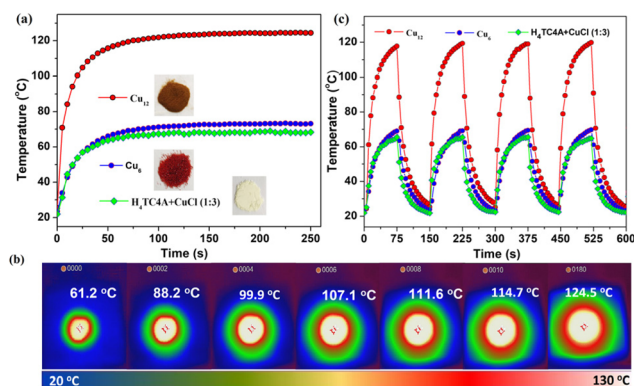 (a)
Temperature (°C)
140
120
100
80
60
40
20
Cu₁₂
Cu₆
H₄TC4A+CuCl (1:3)
0 50 100 150 200 250
Time (s)
(c)
Cu₁₂ Cu₆ H₄TC4A+CuCl (1:3)
Temperature (°C)
140
120
100
80
60
40
20
0 75 150 225 300 375 450 525 600
Time (s)
(b)
0000 0002 0004 0006 0008 0010 0180
61.2 °C 88.2 °C 99.9 °C 107.1 °C 111.6 °C 114.7 °C 124.5 °C
20 °C 130 °C